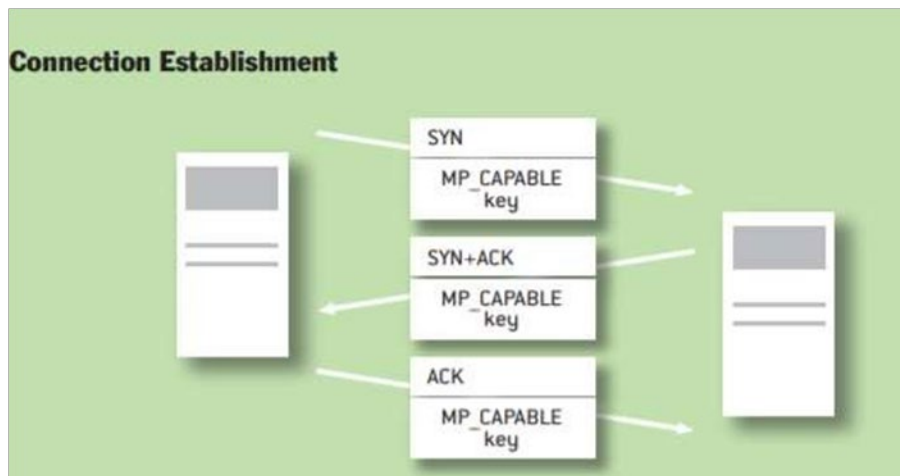 Connection Establishment
SYN
MP_CAPABLE
key
SYN+ACK
MP_CAPABLE
key
ACK
MP_CAPABLE
key